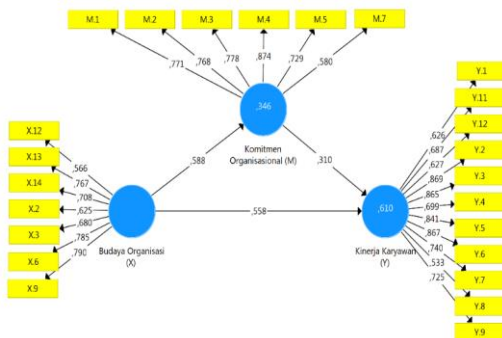 M.1
M.2
M.3
M.4
M.5
M.7
,771
,768
,778
,874
,729
,580
,346
Komitmen
Organisasional (M)
X.12
X.13
X.14
X.2
X.3
X.6
X.9
,566
,767
,708
,625
,680
,785
,790
Budaya Organisasi
(X)
,588
,310
,558
,610
Kinerja Karyawan
(Y)
,626
,687
,627
,869
,865
,699
,841
,867
,740
,533
,725
Y.1
Y.11
Y.12
Y.2
Y.3
Y.4
Y.5
Y.6
Y.7
Y.8
Y.9